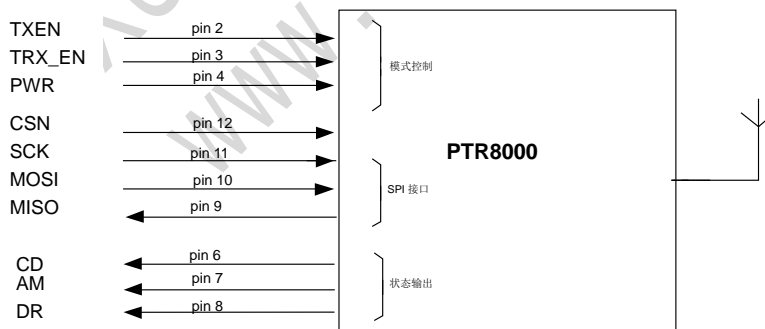 TXEN pin 2
TRX_EN pin 3
PWR pin 4
模式控制
CSN pin 12
SCK pin 11
MOSI pin 10
MISO pin 9
SPI 接口
PTR8000
CD pin 6
AM pin 7
DR pin 8
状态输出
www.